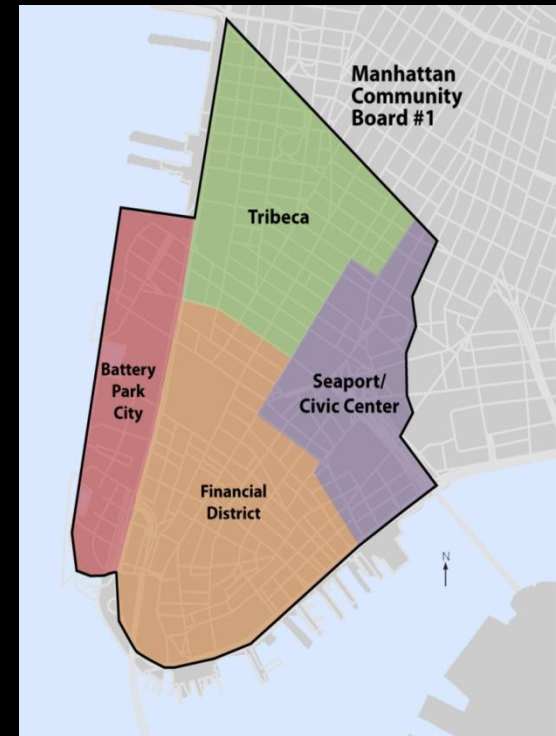 Manhattan
Community
Board #1
Tribeca
Battery
Park
City
Seaport/
Civic Center
Financial
District
N